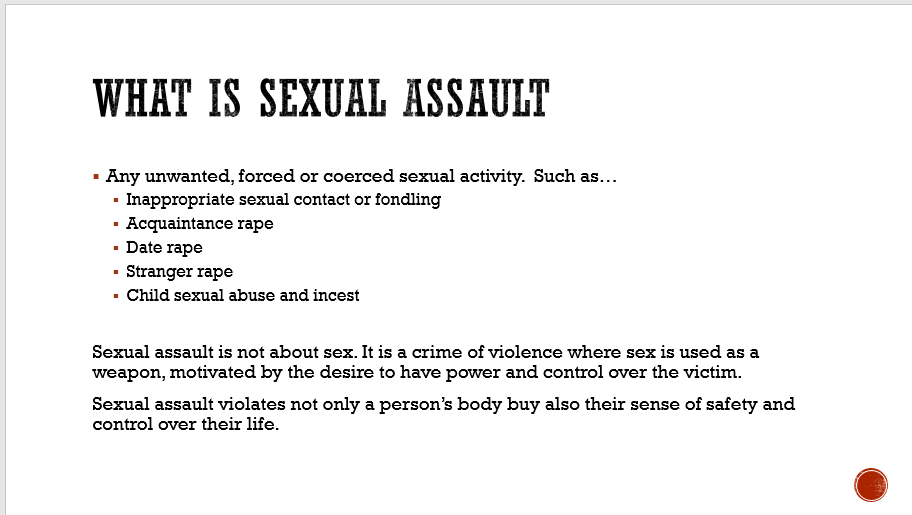 WHAT IS SEXUAL ASSAULT
Any unwanted, forced or coerced sexual activity.  Such as…
Inappropriate sexual contact or fondling
Acquaintance rape
Date rape
Stranger rape
Child sexual abuse and incest
Sexual assault is not about sex. It is a crime of violence where sex is used as a
weapon, motivated by the desire to have power and control over the victim.
Sexual assault violates not only a person’s body buy also their sense of safety and
control over their life.